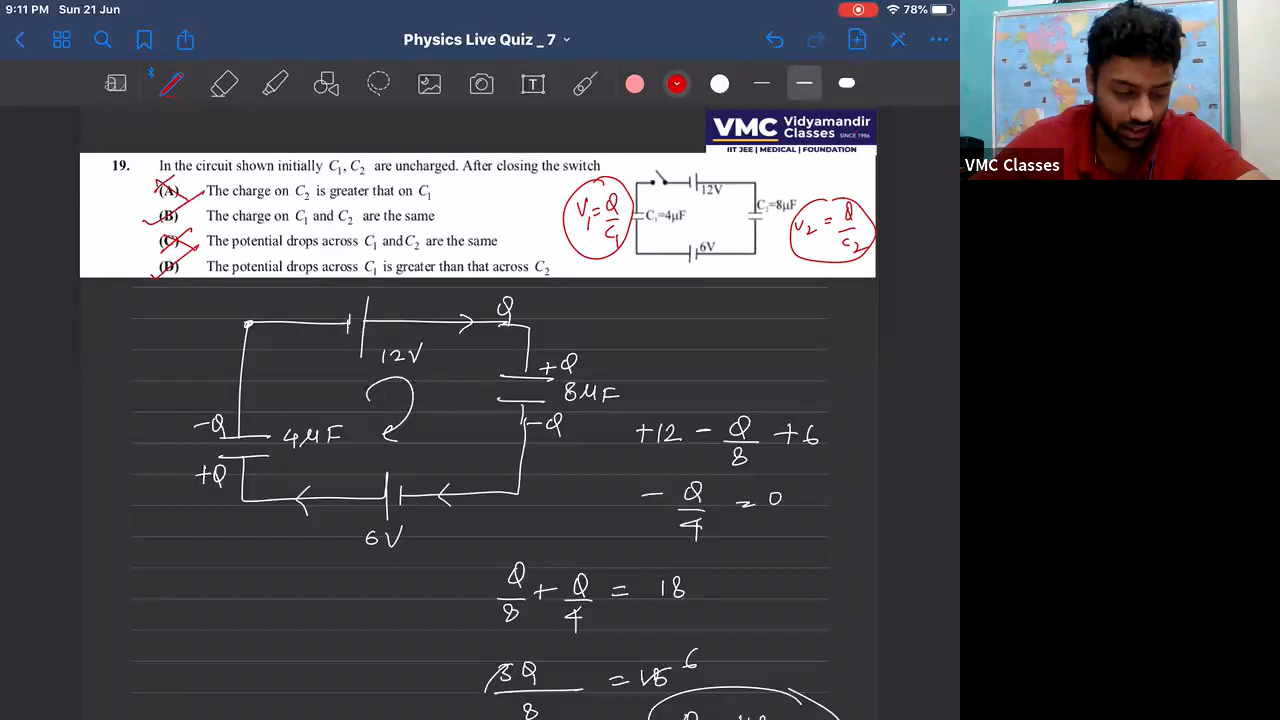 9:11 PM Sun 21 Jun
78%
Physics Live Quiz _ 7
T
VMC Vidyamandir Classes SINCE 1986
IIT JEE | MEDICAL | FOUNDATION
VMC Classes
19. In the circuit shown initially C₁, C₂ are uncharged. After closing the switch
(A) The charge on C₂ is greater that on C₁
(B) The charge on C₁ and C₂ are the same
(C) The potential drops across C₁ and C₂ are the same
(D) The potential drops across C₁ is greater than that across C₂
12V
C₁=4μF
6V
V₁ = Q/C₁
V₂ = Q/C₂
Q
12V
+Q
8μF
-Q
-Q
4μF
+Q
6V
+12 - Q/8 + 6
- Q/4 = 0
Q/8 + Q/4 = 18
3Q/8 = 18 6